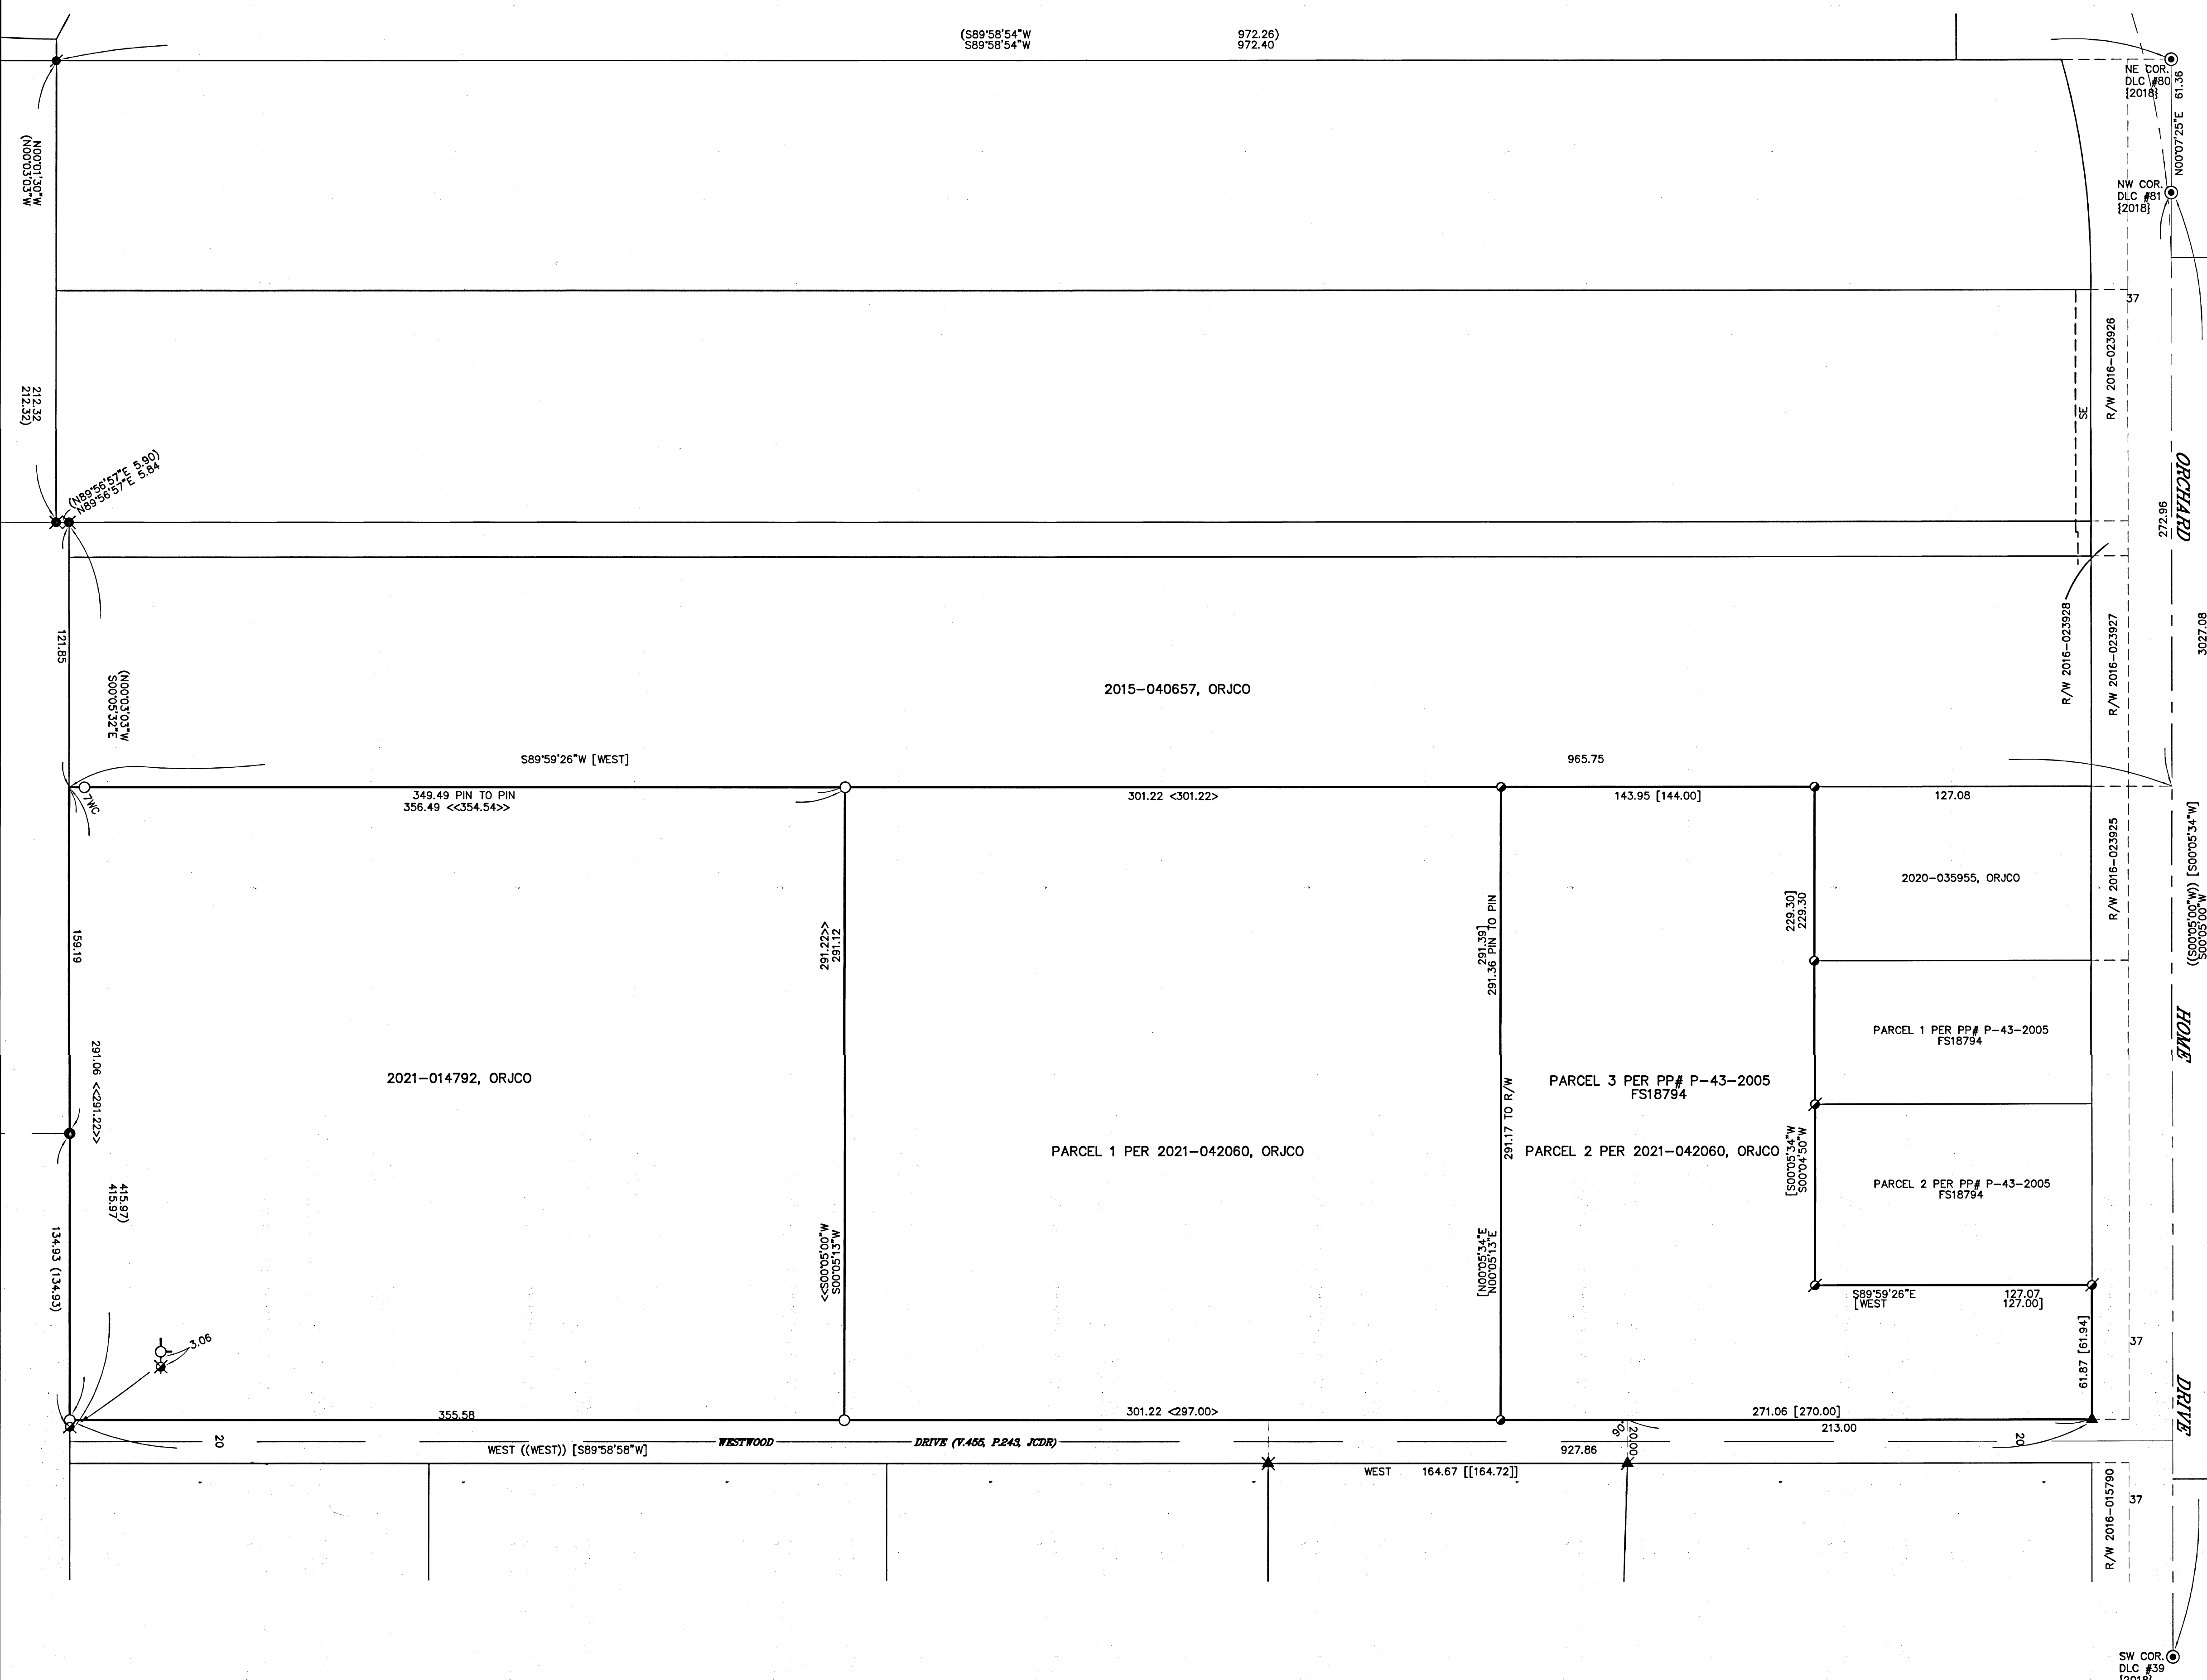 (S89°58'54"W 972.26)
S89°58'54"W 972.40
NE COR.
DLC #80
{2018}
N00°07'25"E 61.36
NW COR.
DLC #81
{2018}
N00°01'30"W
(N00°03'03"W
212.32
212.32)
(N89°56'57"E 5.90)
N89°56'57"E 5.84
37
R/W 2016-023926
SE
ORCHARD
272.96
3027.08
R/W 2016-023928
R/W 2016-023927
121.85
(N00°03'03"W
S00°05'32"E
2015-040657, ORJCO
S89°59'26"W [WEST]
965.75
7WC
349.49 PIN TO PIN
356.49 <<354.54>>
301.22 <301.22>
143.95 [144.00]
127.08
R/W 2016-023925
((S00°05'00"W)) [S00°05'34"W]
S00°05'00"W
2020-035955, ORJCO
229.30]
229.30
291.22>>
291.12
291.39]
291.36 PIN TO PIN
159.19
HOME
PARCEL 1 PER PP# P-43-2005
FS18794
291.06 <<291.22>>
2021-014792, ORJCO
291.17 TO R/W
PARCEL 3 PER PP# P-43-2005
FS18794
PARCEL 1 PER 2021-042060, ORJCO
PARCEL 2 PER 2021-042060, ORJCO
[S00°05'34"W
S00°04'50"W
PARCEL 2 PER PP# P-43-2005
FS18794
415.97)
415.97
134.93 (134.93)
<<S00°05'00"W
S00°05'13"W
[N00°05'34"E
N00°05'13"E
S89°59'26"E 127.07
[WEST 127.00]
61.87 [61.94]
37
3.06
DRIVE
355.58
301.22 <297.00>
271.06 [270.00]
213.00
20
WEST ((WEST)) [S89°58'58"W]
WESTWOOD DRIVE (V.455, P.243, JCDR)
90°
20.00
927.86
20
WEST 164.67 [[164.72]]
R/W 2016-015790
37
SW COR.
DLC #39
{2018}